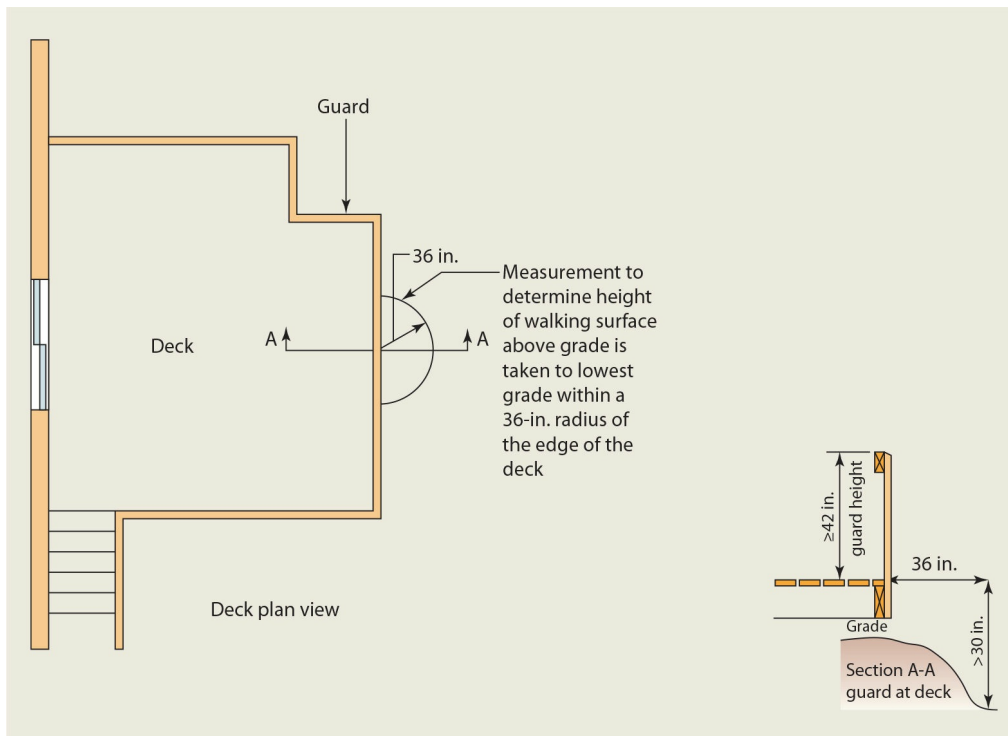 Guard
36 in.
Measurement to
determine height
of walking surface
above grade is
taken to lowest
grade within a
36-in. radius of
the edge of the
deck
A
A
Deck
Deck plan view
≥42 in.
guard height
36 in.
>30 in.
Grade
Section A-A
guard at deck